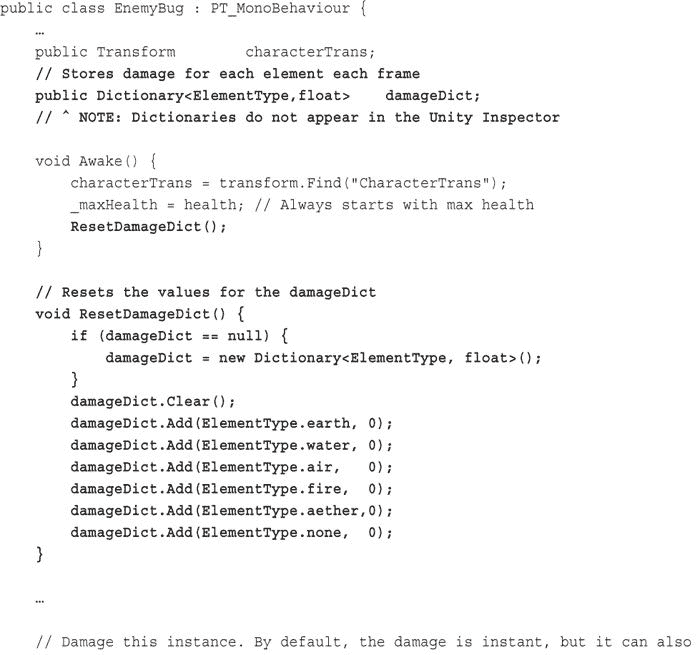 public class EnemyBug : PT_MonoBehaviour {
    …
    public Transform        characterTrans;
    // Stores damage for each element each frame
    public Dictionary<ElementType,float>    damageDict;
    // ^ NOTE: Dictionaries do not appear in the Unity Inspector

    void Awake() {
        characterTrans = transform.Find("CharacterTrans");
        _maxHealth = health; // Always starts with max health
        ResetDamageDict();
    }

    // Resets the values for the damageDict
    void ResetDamageDict() {
        if (damageDict == null) {
            damageDict = new Dictionary<ElementType, float>();
        }
        damageDict.Clear();
        damageDict.Add(ElementType.earth, 0);
        damageDict.Add(ElementType.water, 0);
        damageDict.Add(ElementType.air,   0);
        damageDict.Add(ElementType.fire,  0);
        damageDict.Add(ElementType.aether,0);
        damageDict.Add(ElementType.none,  0);
    }

    …

    // Damage this instance. By default, the damage is instant, but it can also